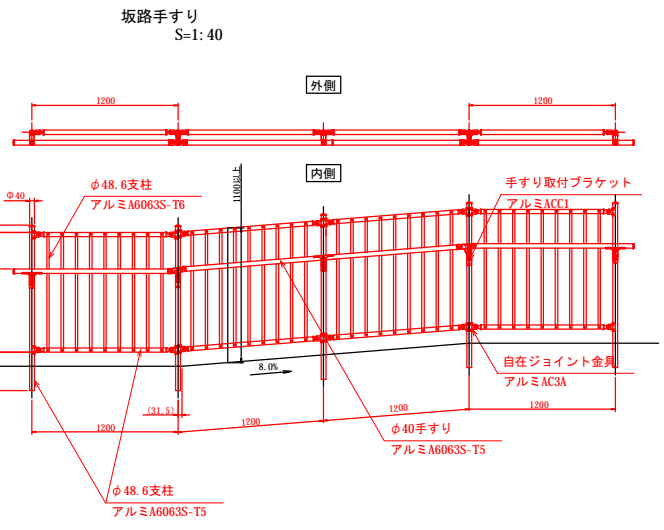 坂路手すり
S=1:40
外側
1200
1200
内側
1100以上
Φ40
φ48.6支柱
アルミA6063S-T6
手すり取付ブラケット
アルミACC1
8.0%
自在ジョイント金具
アルミAC3A
(31.5)
1200
1200
1200
1200
φ40手すり
アルミA6063S-T5
φ48.6支柱
アルミA6063S-T5